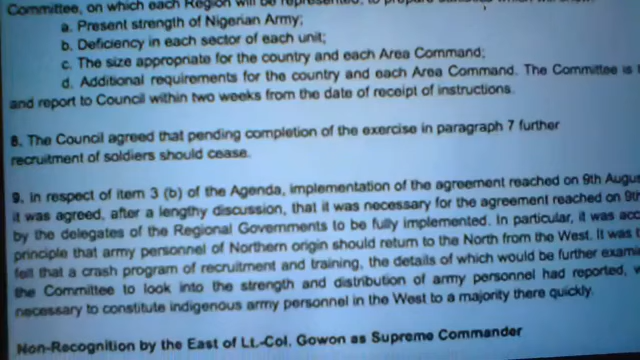 Committee, on which each Region will be represented, to prepare statistics which
a. Present strength of Nigerian Army;
b. Deficiency in each sector of each unit;
c. The size appropriate for the country and each Area Command;
d. Additional requirements for the country and each Area Command. The Committee is
and report to Council within two weeks from the date of receipt of instructions.
8. The Council agreed that pending completion of the exercise in paragraph 7 further
recruitment of soldiers should cease.
9. In respect of item 3 (b) of the Agenda, implementation of the agreement reached on 9th Augu
it was agreed, after a lengthy discussion, that it was necessary for the agreement reached on 9th
by the delegates of the Regional Governments to be fully implemented. In particular, it was acc
principle that army personnel of Northern origin should return to the North from the West. It was
felt that a crash program of recruitment and training, the details of which would be further exami
the Committee to look into the strength and distribution of army personnel had reported,
necessary to constitute indigenous army personnel in the West to a majority there quickly.
Non-Recognition by the East of Lt.-Col. Gowon as Supreme Commander